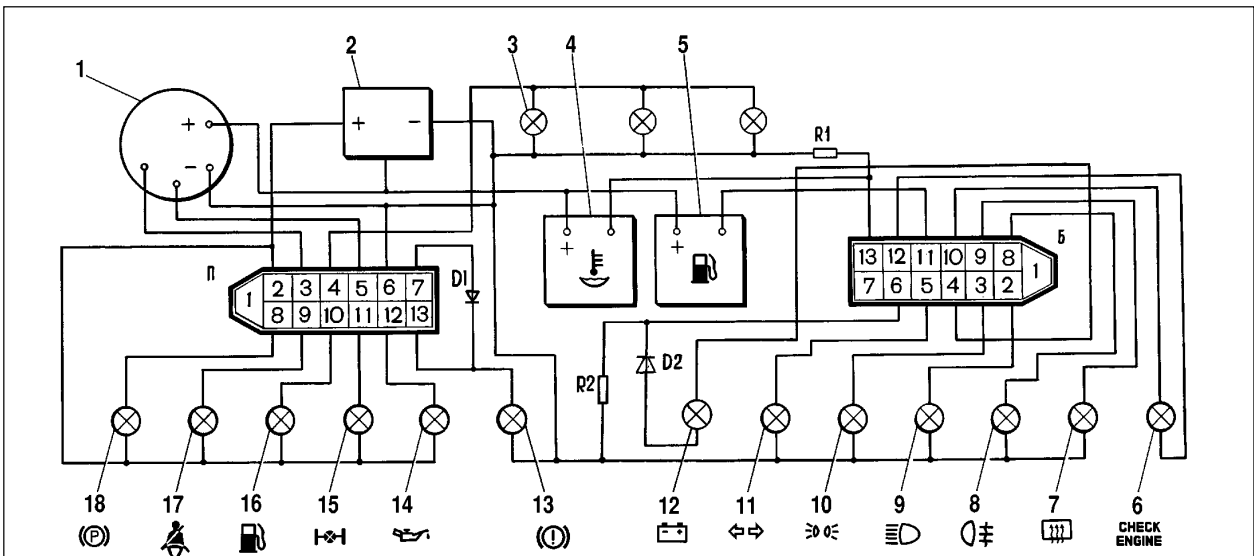 1 2 3 4 5
+ + − R1
−
+ +
П 2 3 4 5 6 7 D1 13 12 11 10 9 8 Б
1 1
8 9 10 11 12 13 7 6 5 4 3 2
R2 D2
18 17 16 15 14 13 12 11 10 9 8 7 6
P ! − + CHECK
ENGINE